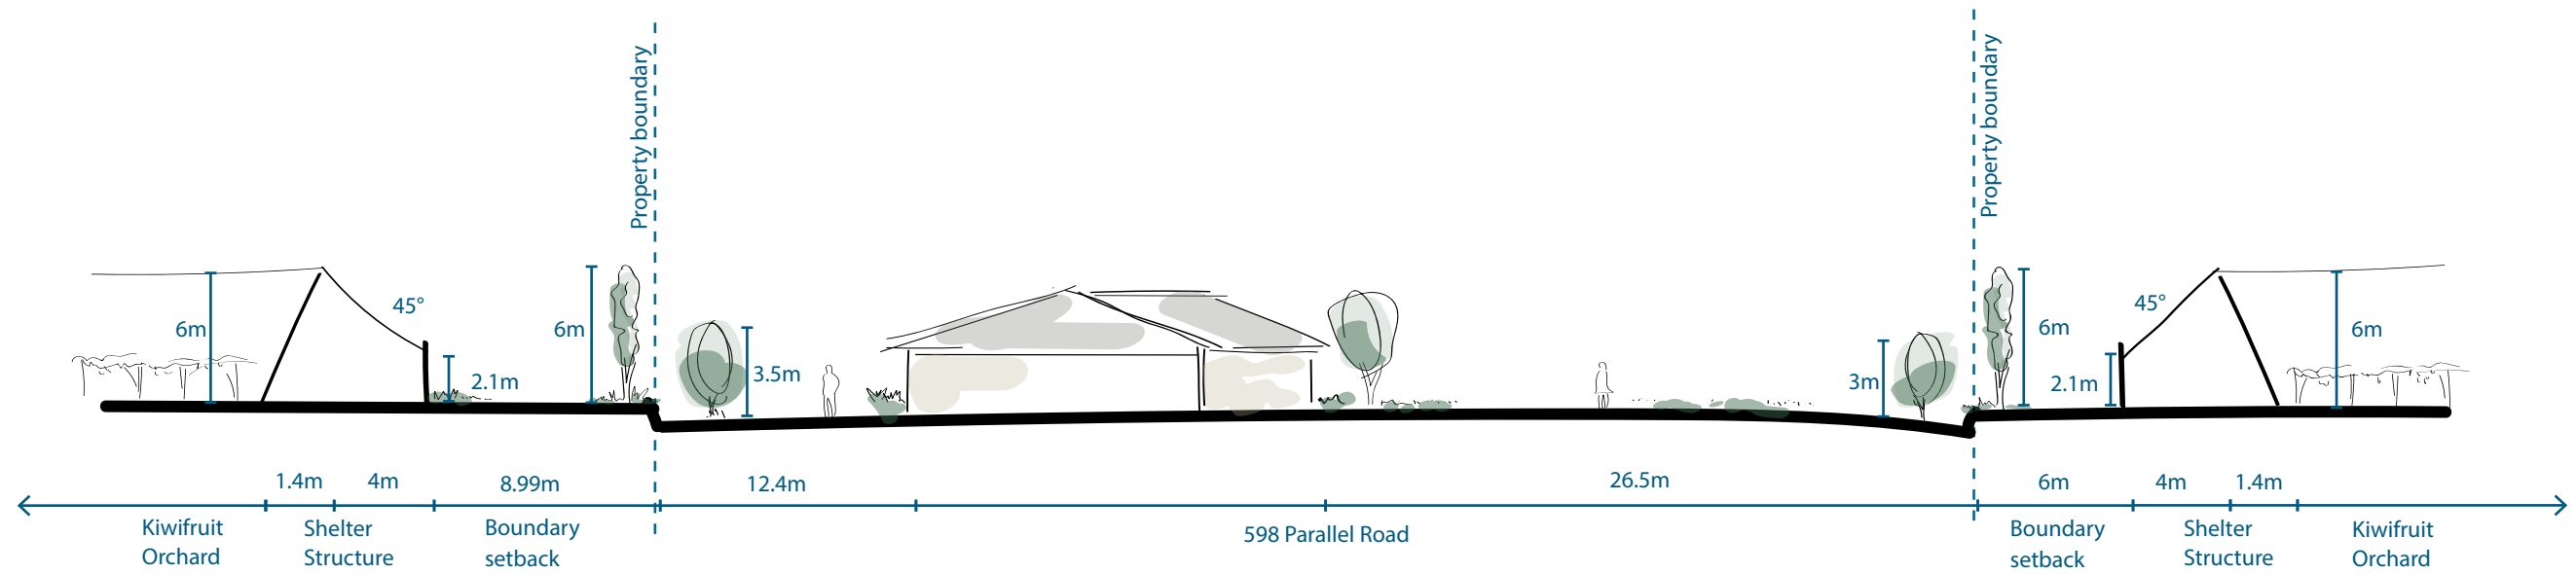 Property boundary
Property boundary
45°
45°
6m
6m
6m
6m
3.5m
3m
2.1m
2.1m
1.4m
4m
8.99m
12.4m
26.5m
6m
4m
1.4m
Kiwifruit
Orchard
Shelter
Structure
Boundary
setback
598 Parallel Road
Boundary
setback
Shelter
Structure
Kiwifruit
Orchard